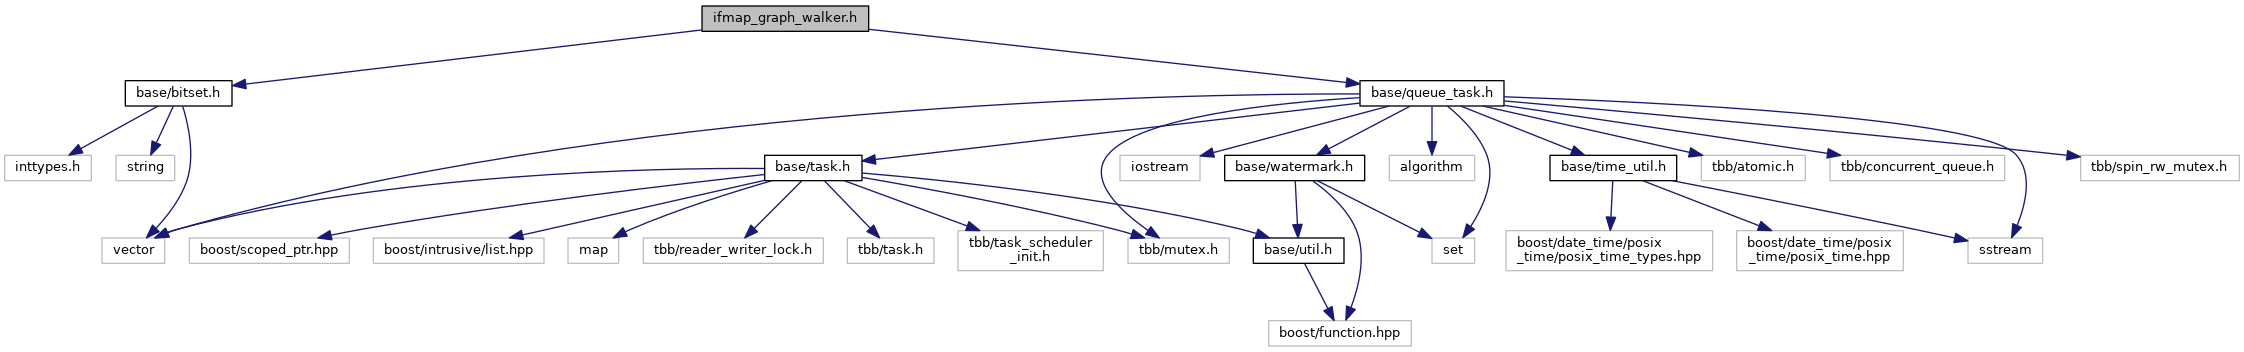 ifmap_graph_walker.h
base/bitset.h
base/queue_task.h
inttypes.h
string
base/task.h
iostream
base/watermark.h
algorithm
base/time_util.h
tbb/atomic.h
tbb/concurrent_queue.h
tbb/spin_rw_mutex.h
vector
boost/scoped_ptr.hpp
boost/intrusive/list.hpp
map
tbb/reader_writer_lock.h
tbb/task.h
tbb/task_scheduler
_init.h
tbb/mutex.h
base/util.h
set
boost/date_time/posix
_time/posix_time_types.hpp
boost/date_time/posix
_time/posix_time.hpp
sstream
boost/function.hpp